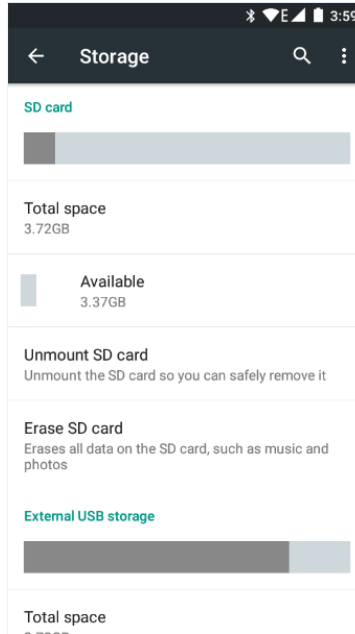 E 3:59
Storage
SD card
Total space
3.72GB
Available
3.37GB
Unmount SD card
Unmount the SD card so you can safely remove it
Erase SD card
Erases all data on the SD card, such as music and
photos
External USB storage
Total space